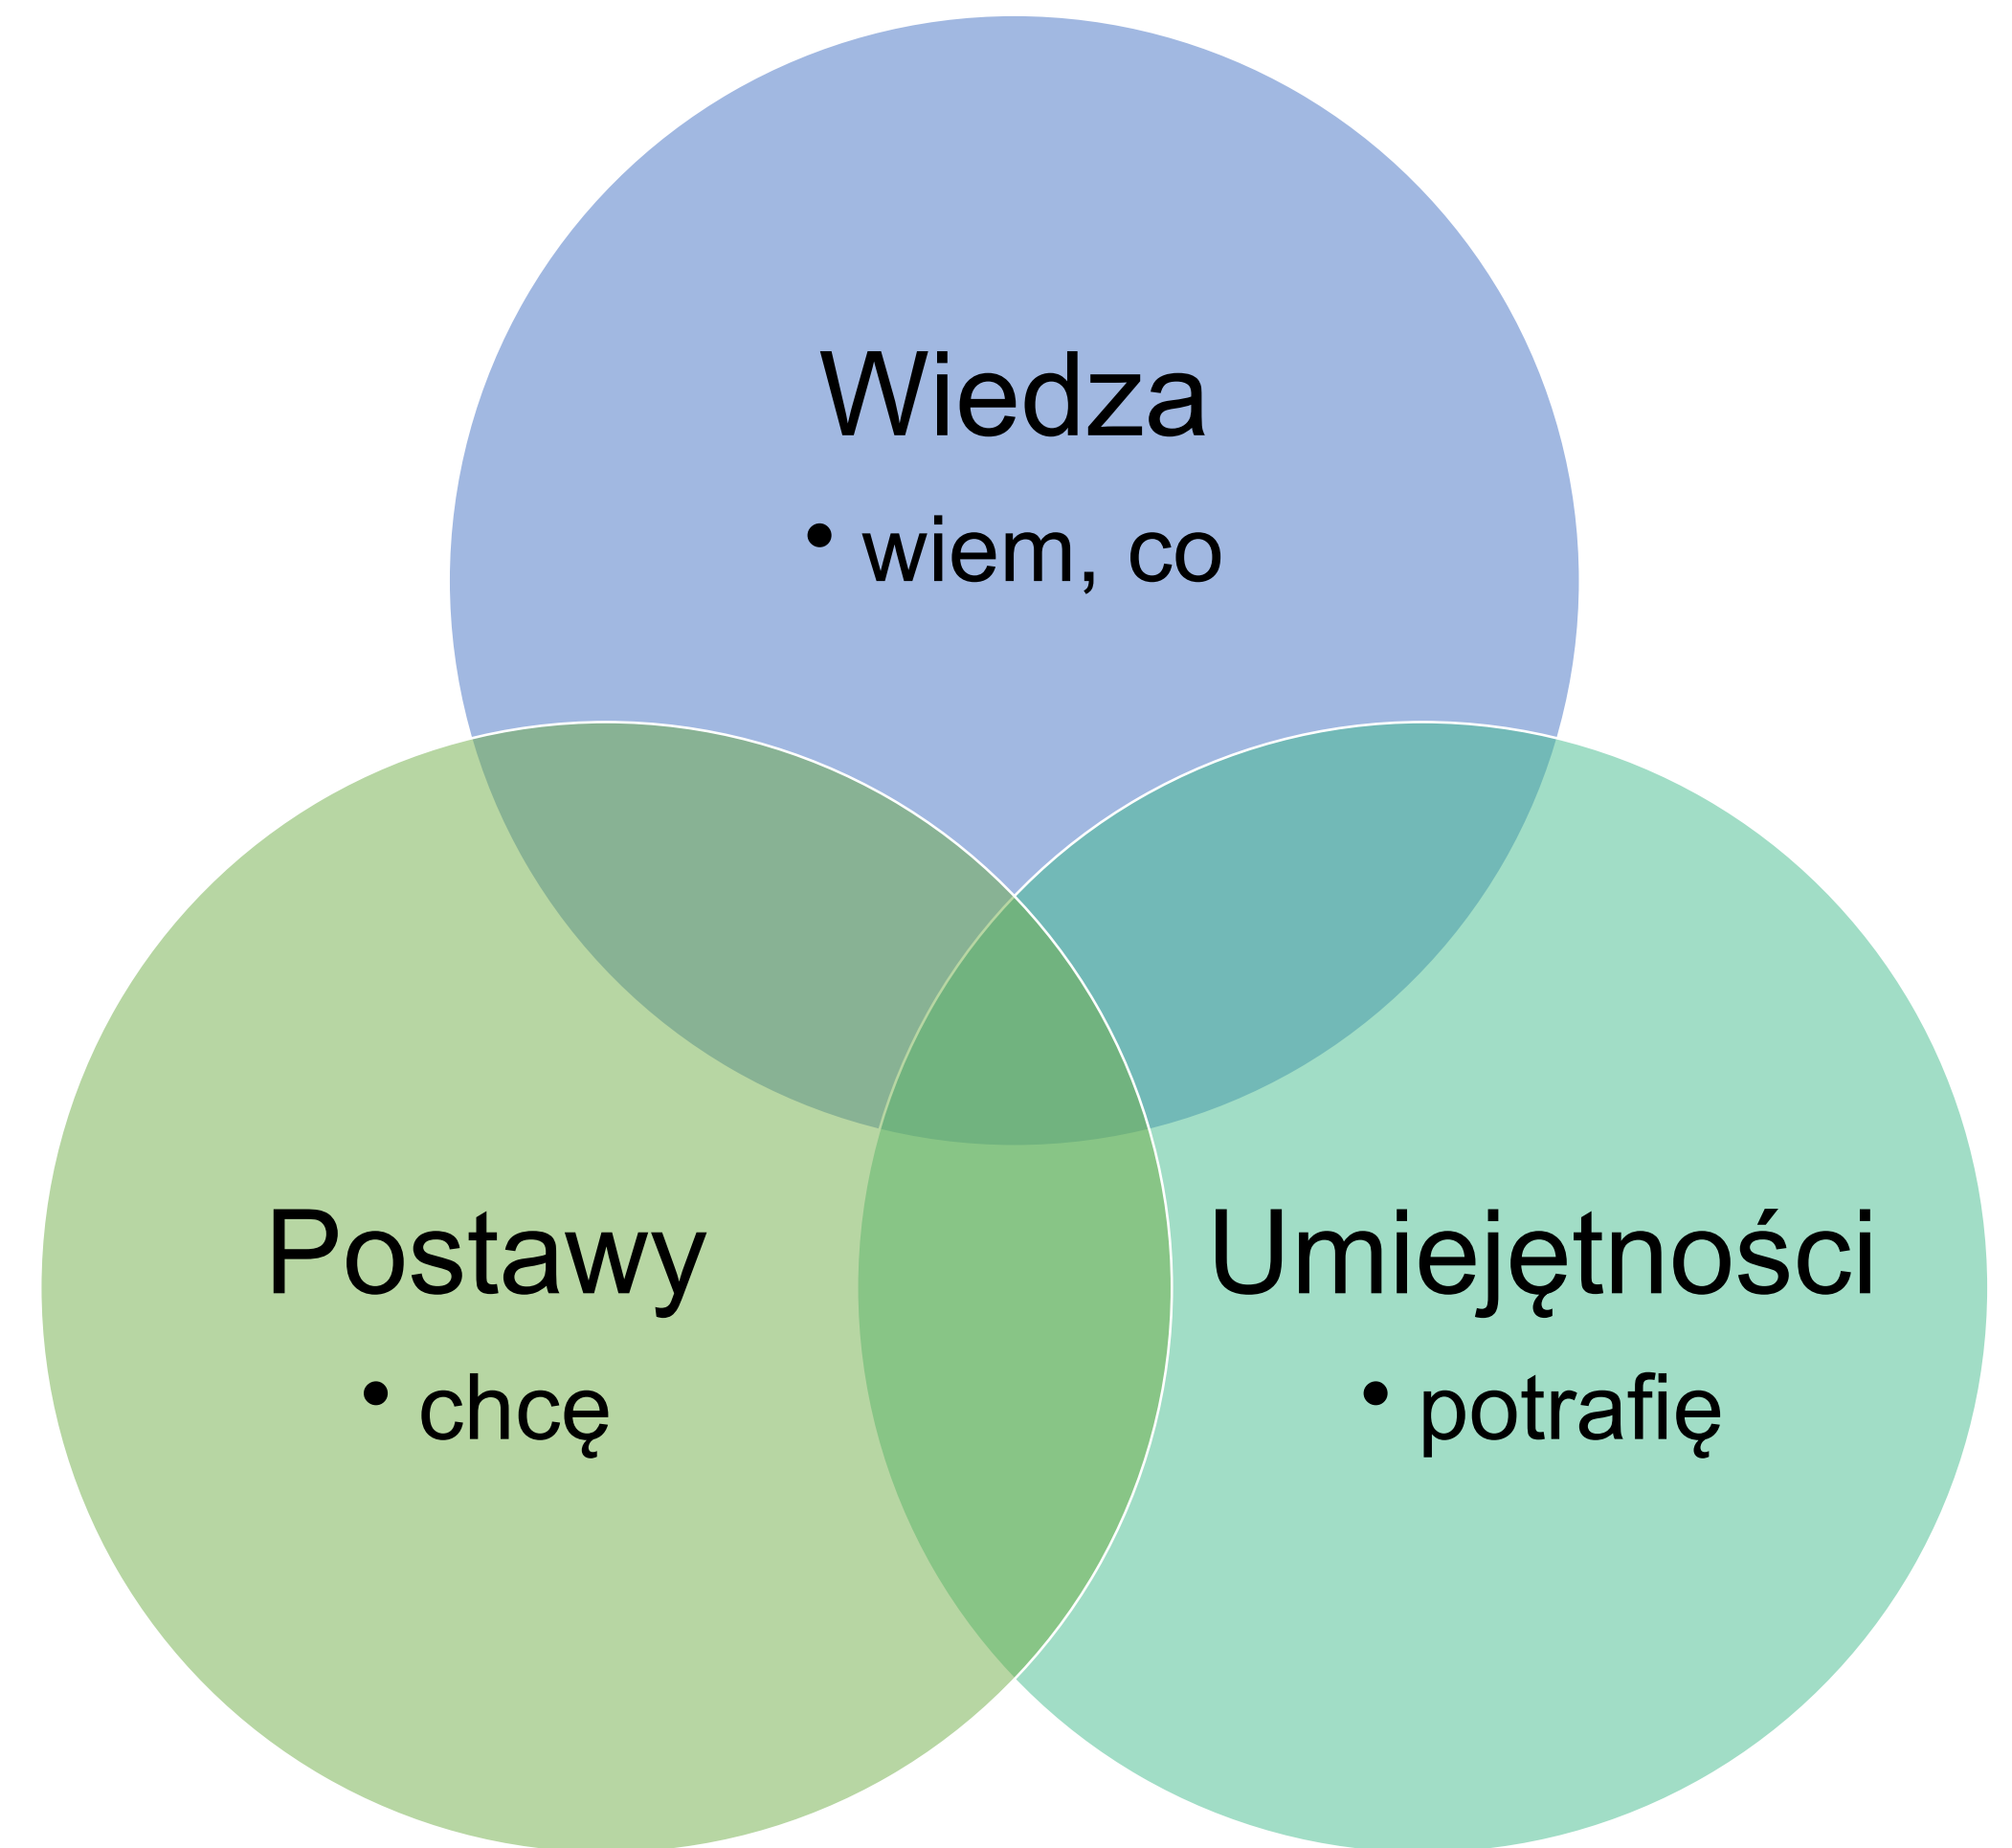 Wiedza
• wiem, co
Postawy
• chcę
Umiejętności
• potrafię